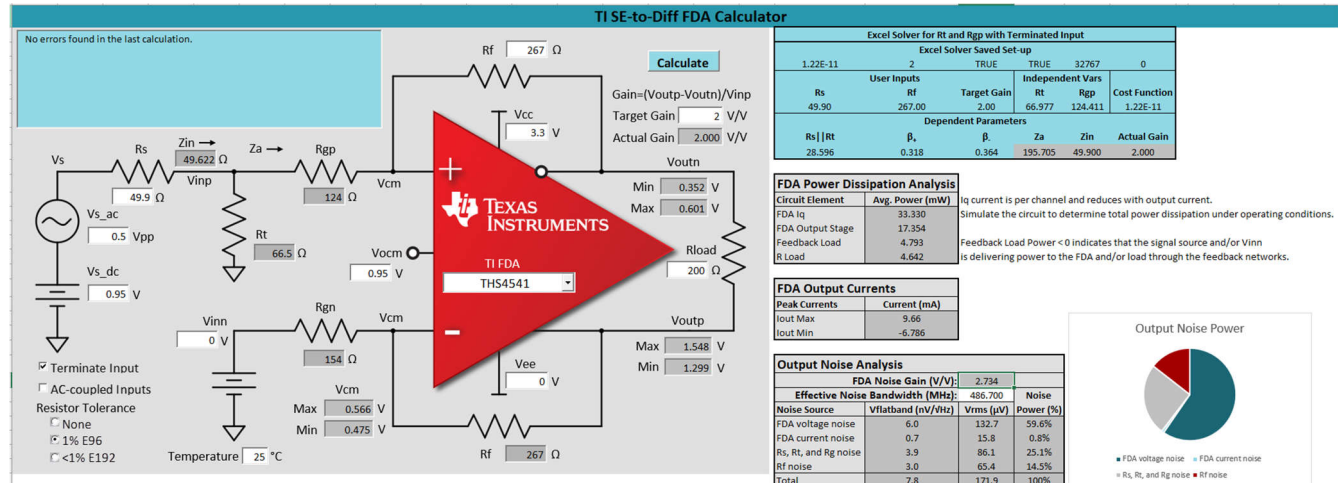 TI SE-to-Diff FDA Calculator
No errors found in the last calculation.
Rf 267 Ω
Calculate
Gain=(Voutp-Voutn)/Vinp
Target Gain 2 V/V
Actual Gain 2.000 V/V
Vcc
3.3 V
Vs
Rs
49.9 Ω
Zin →
49.622 Ω
Vinp
Za →
Rgp
124 Ω
Vcm
Voutn
Min 0.352 V
Max 0.601 V
Vs_ac
0.5 Vpp
Rt
66.5 Ω
+
TEXAS
INSTRUMENTS
Vocm
0.95 V
TI FDA
THS4541
Rload
200 Ω
Vs_dc
0.95 V
Vinn
0 V
Rgn
154 Ω
Vcm
-
Voutp
Max 1.548 V
Min 1.299 V
Vee
0 V
Vcm
Max 0.566 V
Min 0.475 V
Terminate Input
AC-coupled Inputs
Resistor Tolerance
None
1% E96
<1% E192
Temperature 25 °C
Rf 267 Ω
Excel Solver for Rt and Rgp with Terminated Input
Excel Solver Saved Set-up
1.22E-11 2 TRUE TRUE 32767 0
User Inputs Independent Vars
Rs Rf Target Gain Rt Rgp Cost Function
49.90 267.00 2.00 66.977 124.411 1.22E-11
Dependent Parameters
Rs||Rt β+ β- Za Zin Actual Gain
28.596 0.318 0.364 195.705 49.900 2.000
FDA Power Dissipation Analysis
Circuit Element Avg. Power (mW)
FDA Iq 33.330
FDA Output Stage 17.354
Feedback Load 4.793
R Load 4.642
Iq current is per channel and reduces with output current.
Simulate the circuit to determine total power dissipation under operating conditions.
Feedback Load Power < 0 indicates that the signal source and/or Vinn
is delivering power to the FDA and/or load through the feedback networks.
FDA Output Currents
Peak Currents Current (mA)
Iout Max 9.66
Iout Min -6.786
Output Noise Analysis
FDA Noise Gain (V/V): 2.734
Effective Noise Bandwidth (MHz): 486.700 Noise
Noise Source Vflatband (nV/VHz) Vrms (µV) Power (%)
FDA voltage noise 6.0 132.7 59.6%
FDA current noise 0.7 15.8 0.8%
Rs, Rt, and Rg noise 3.9 86.1 25.1%
Rf noise 3.0 65.4 14.5%
Total 7.8 171.9 100%
Output Noise Power
FDA voltage noise FDA current noise
Rs, Rt, and Rg noise Rf noise